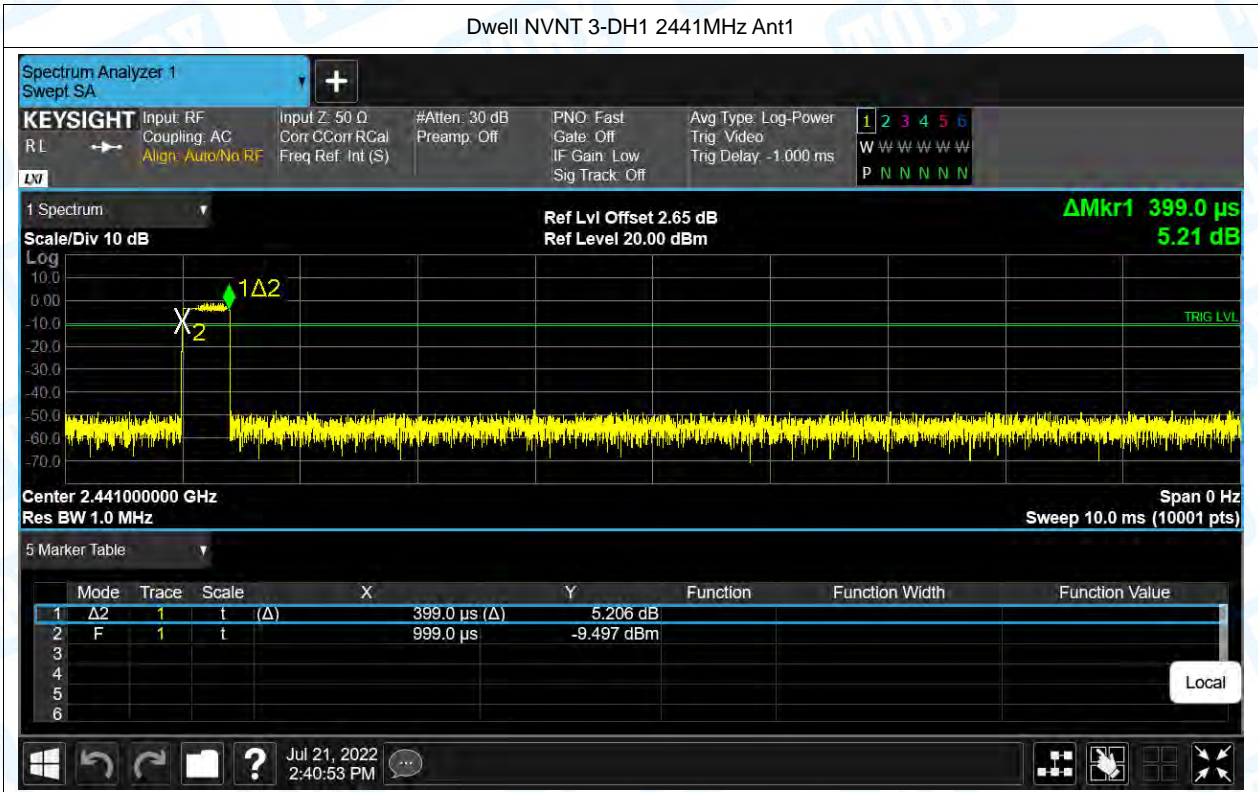 Dwell NVNT 3-DH1 2441MHz Ant1
Spectrum Analyzer 1
Swept SA
+
KEYSIGHT Input: RF Input Z: 50 Ω #Atten: 30 dB PNO: Fast Avg Type: Log-Power 1 2 3 4 5 6
RL Coupling: AC Corr CCorr RCal Preamp: Off Gate: Off Trig: Video W W W W W W
Align: Auto/No RF Freq Ref: Int (S) IF Gain: Low Trig Delay: -1.000 ms P N N N N N
LXI Sig Track: Off
1 Spectrum Ref Lvl Offset 2.65 dB ΔMkr1 399.0 µs
Scale/Div 10 dB Ref Level 20.00 dBm 5.21 dB
Log
10.0
1Δ2
0.00
-10.0 2 TRIG LVL
-20.0
-30.0
-40.0
-50.0
-60.0
-70.0
Center 2.441000000 GHz Span 0 Hz
Res BW 1.0 MHz Sweep 10.0 ms (10001 pts)
5 Marker Table
Mode Trace Scale X Y Function Function Width Function Value
1 Δ2 1 t (Δ) 399.0 µs (Δ) 5.206 dB
2 F 1 t 999.0 µs -9.497 dBm
3
4
5
6
Local
? Jul 21, 2022
2:40:53 PM